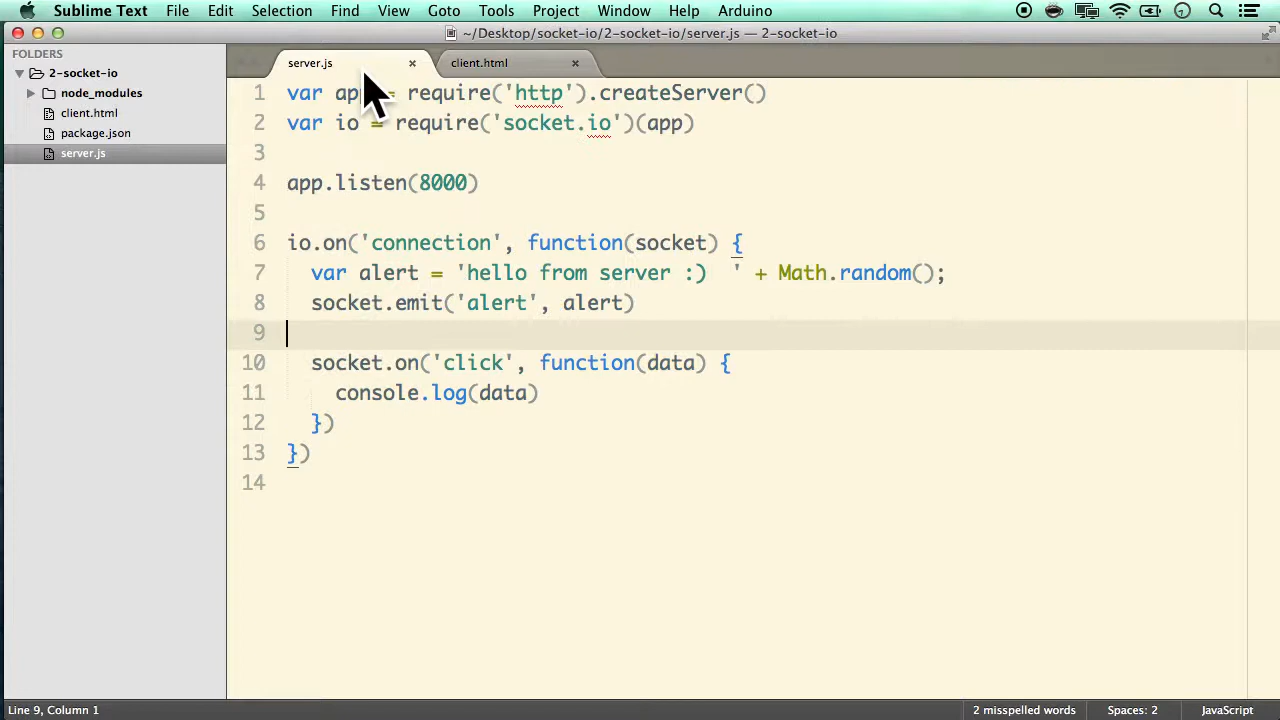 Sublime Text File Edit Selection Find View Goto Tools Project Window Help Arduino
~/Desktop/socket-io/2-socket-io/server.js — 2-socket-io
FOLDERS
2-socket-io
node_modules
client.html
package.json
server.js
server.js × client.html ×
1 var app = require('http').createServer()
2 var io = require('socket.io')(app)
3
4 app.listen(8000)
5
6 io.on('connection', function(socket) {
7 var alert = 'hello from server :)  ' + Math.random();
8 socket.emit('alert', alert)
9
10 socket.on('click', function(data) {
11 console.log(data)
12 })
13 })
14
Line 9, Column 1 2 misspelled words Spaces: 2 JavaScript